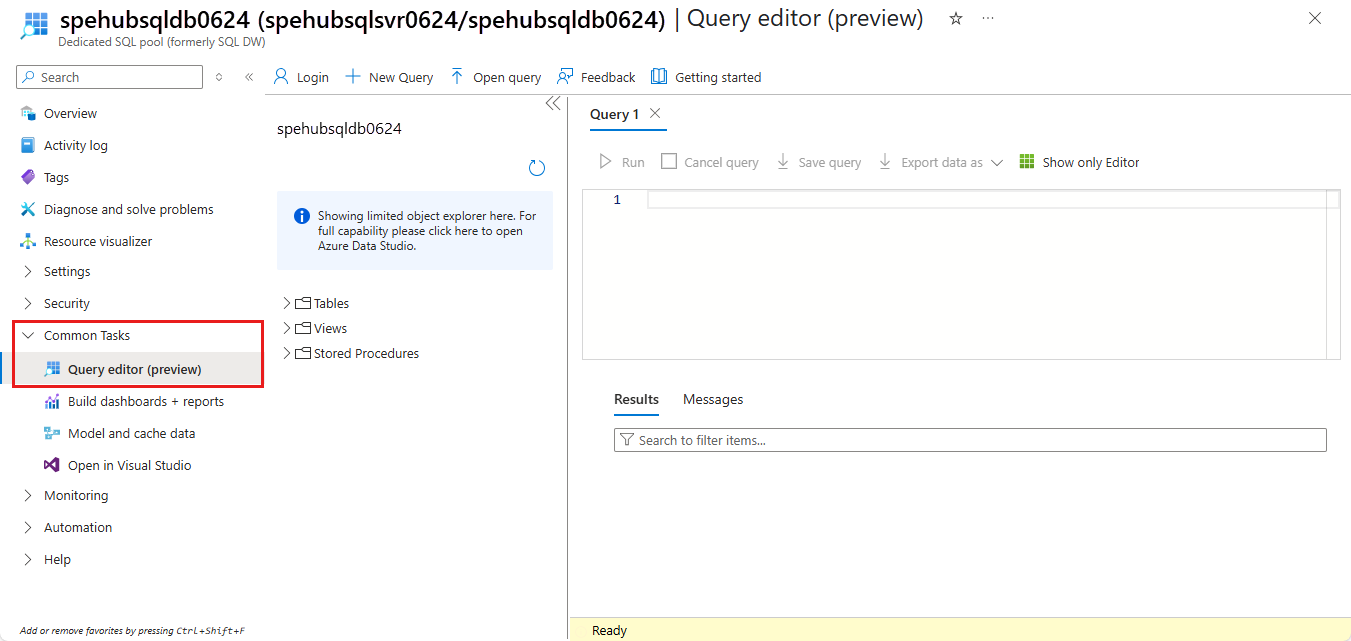 spehubsqldb0624 (spehubsqlsvr0624/spehubsqldb0624) | Query editor (preview)
Dedicated SQL pool (formerly SQL DW)
Search
Login
New Query
Open query
Feedback
Getting started
Overview
Activity log
Tags
Diagnose and solve problems
Resource visualizer
Settings
Security
Common Tasks
Query editor (preview)
Build dashboards + reports
Model and cache data
Open in Visual Studio
Monitoring
Automation
Help
Add or remove favorites by pressing Ctrl+Shift+F
spehubsqldb0624
Showing limited object explorer here. For
full capability please click here to open
Azure Data Studio.
Tables
Views
Stored Procedures
Query 1
Run
Cancel query
Save query
Export data as
Show only Editor
1
Results
Messages
Search to filter items...
Ready